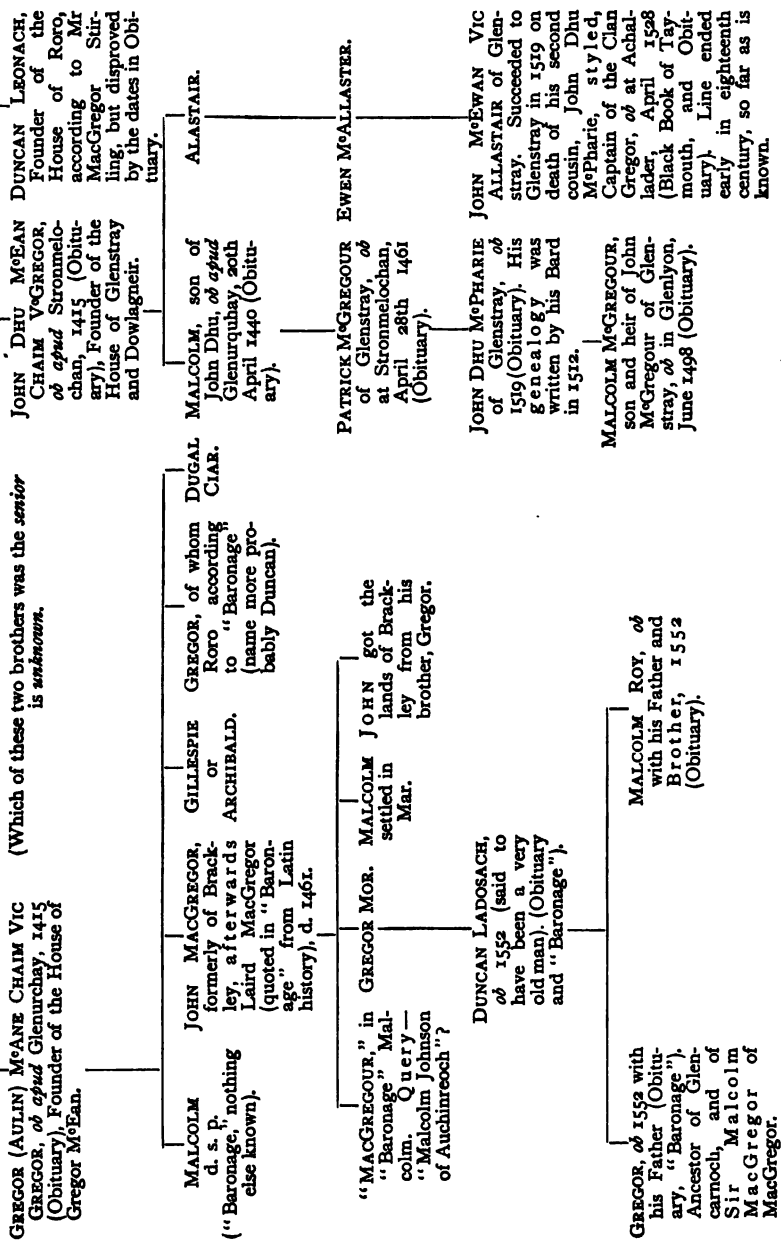 GREGOR (AULIN) MᶜANE CHAIM VIC
GREGOR, ob apud Glenurchay, 1415
(Obituary), Founder of the House of
Gregor MᶜEan.
(Which of these two brothers was the senior
is unknown.
JOHN DHU MᶜEAN
CHAIM VᶜGREGOR,
ob apud Stronmelo-
chan, 1415 (Obitu-
ary), Founder of the
House of Glenstray
and Dowlagneir.
DUNCAN LEONACH,
Founder of the
House of Roro,
according to Mr
MacGregor Stir-
ling, but disproved
by the dates in Obi-
tuary.
MALCOLM
d. s. p.
("Baronage," nothing
else known).
JOHN MACGREGOR,
formerly of Brack-
ley, afterwards
Laird MacGregor
(quoted in "Baron-
age" from Latin
history), d. 1461.
GILLESPIE
or
ARCHIBALD.
GREGOR, of whom
Roro according
to "Baronage"
(name more pro-
bably Duncan).
DUGAL
CIAR.
MALCOLM, son of
John Dhu, ob apud
Glenurquhay, 20th
April 1440 (Obitu-
ary).
ALASTAIR.
"MACGREGOUR," in
"Baronage" Mal-
colm. Query—
"Malcolm Johnson
of Auchinreoch"?
GREGOR MOR.
MALCOLM
settled in
Mar.
JOHN got the
lands of Brack-
ley from his
brother, Gregor.
PATRICK MᶜGREGOUR
of Glenstray, ob
at Stronmelochan,
April 28th 1461
(Obituary).
EWEN MᶜALLASTER.
DUNCAN LADOSACH,
ob 1552 (said to
have been a very
old man). (Obituary
and "Baronage").
JOHN DHU MᶜPHARIE
of Glenstray, ob
1519 (Obituary). His
genealogy was
written by his Bard
in 1512.
JOHN MᶜEWAN VIC
ALLASTAIR of Glen-
stray. Succeeded to
Glenstray in 1519 on
death of his second
cousin, John Dhu
MᶜPharie, styled,
Captain of the Clan
Gregor, ob at Achal-
lader, April 1528
(Black Book of Tay-
mouth, and Obit-
uary). Line ended
early in eighteenth
century, so far as is
known.
GREGOR, ob 1552 with
his Father (Obitu-
ary, "Baronage").
Ancestor of Glen-
carnoch, and of
Sir Malcolm
MacGregor of
MacGregor.
MALCOLM ROY, ob
with his Father and
Brother, 1552
(Obituary).
MALCOLM MᶜGREGOUR,
son and heir of John
MᶜGregour of Glen-
stray, ob in Glenlyon,
June 1498 (Obituary).